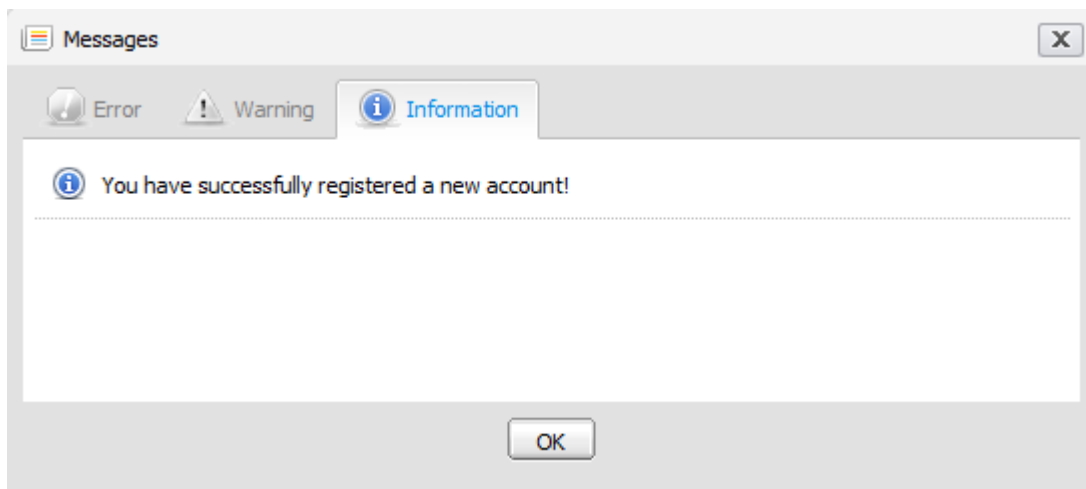 Messages
X
Error Warning Information
You have successfully registered a new account!
OK